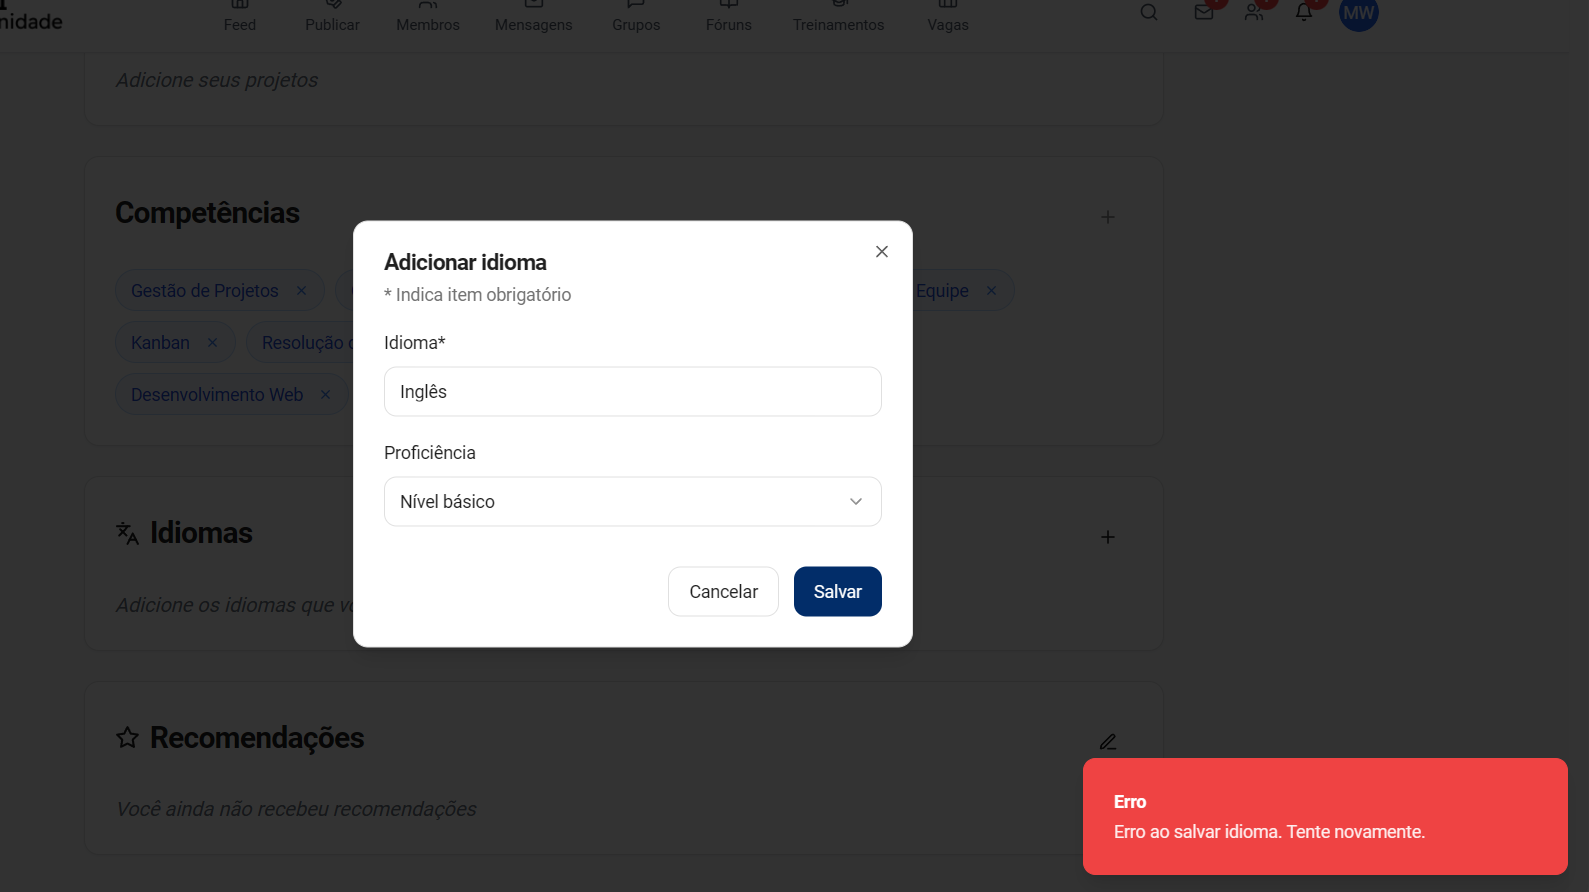 nidade
Feed
Publicar
Membros
Mensagens
Grupos
Fóruns
Treinamentos
Vagas
MW
Adicione seus projetos
Competências
Gestão de Projetos
Equipe
Kanban
Resolução
Desenvolvimento Web
Adicionar idioma
* Indica item obrigatório
Idioma*
Inglês
Proficiência
Nível básico
Cancelar
Salvar
Idiomas
Adicione os idiomas que
Recomendações
Você ainda não recebeu recomendações
Erro
Erro ao salvar idioma. Tente novamente.